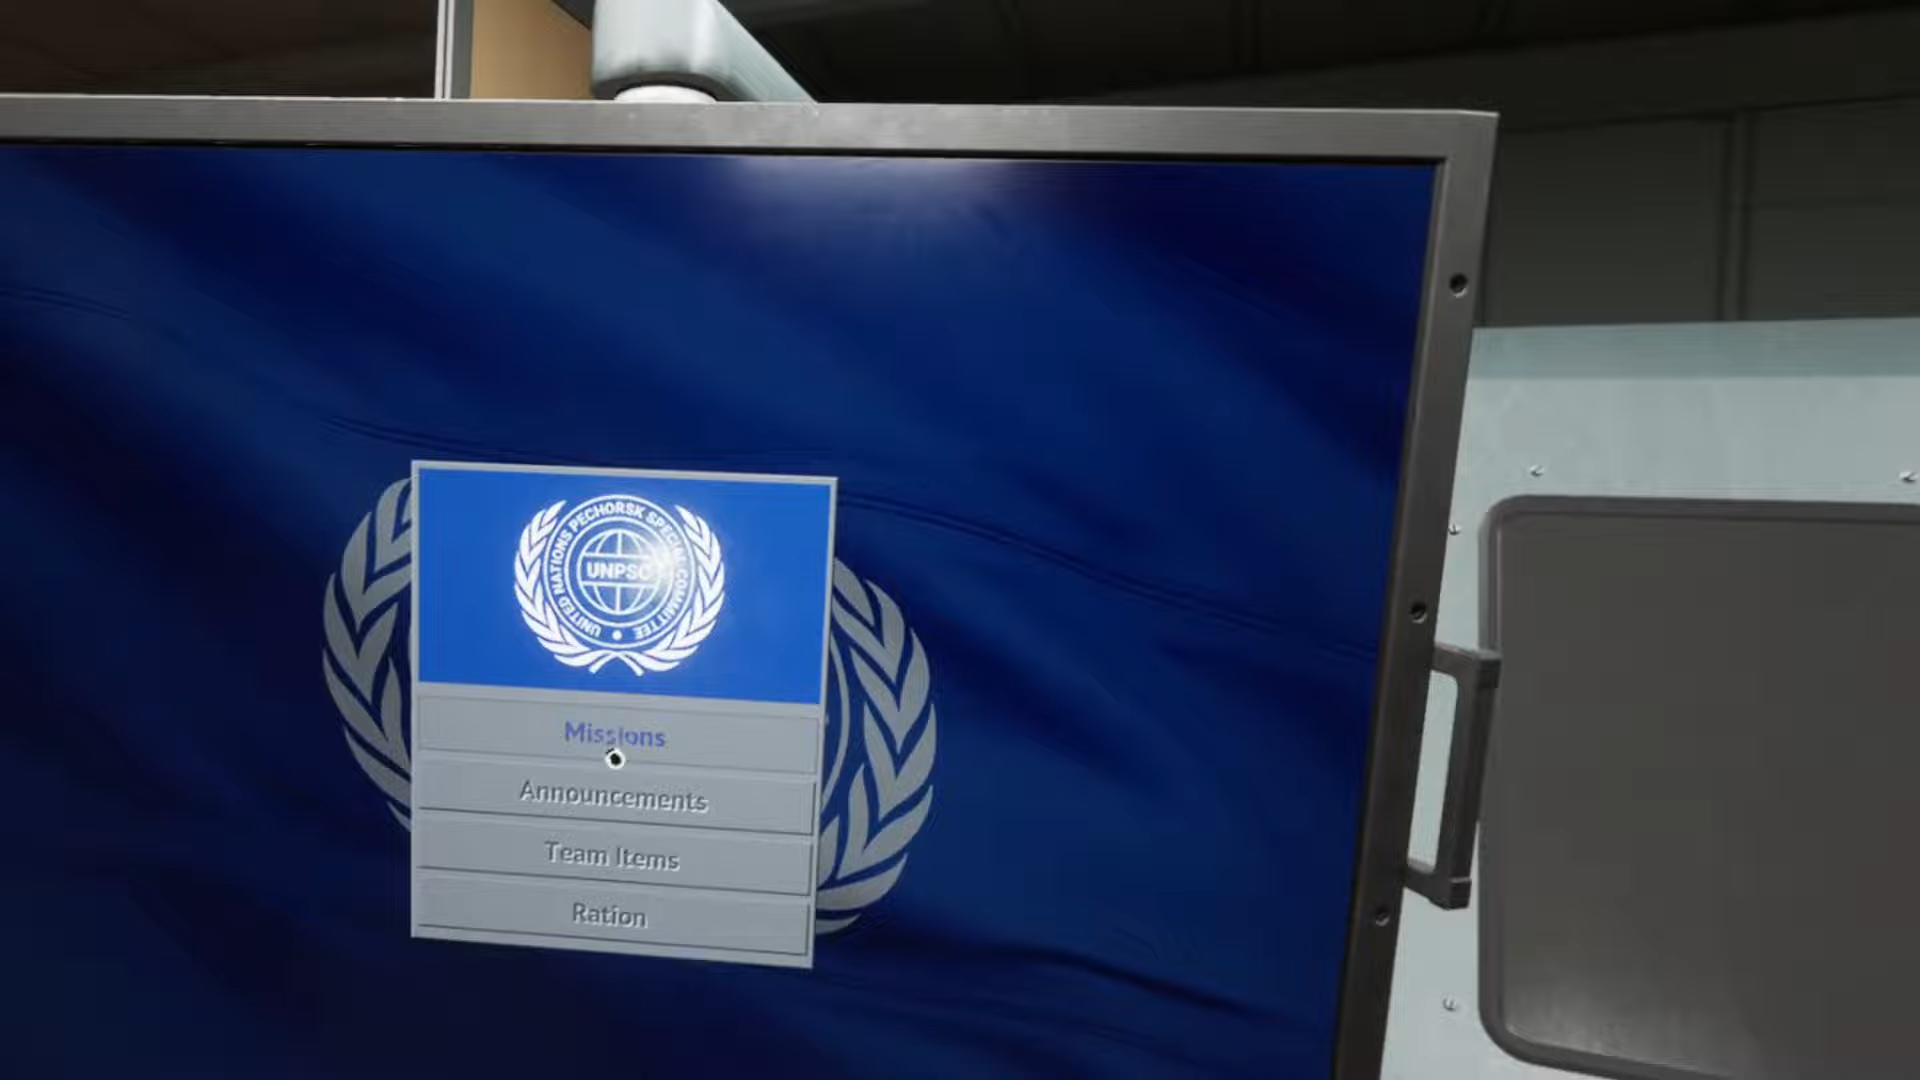 UNITED NATIONS PECHORSK SPECIAL COMMITTEE
UNPSC
Missions
Announcements
Team Items
Ration